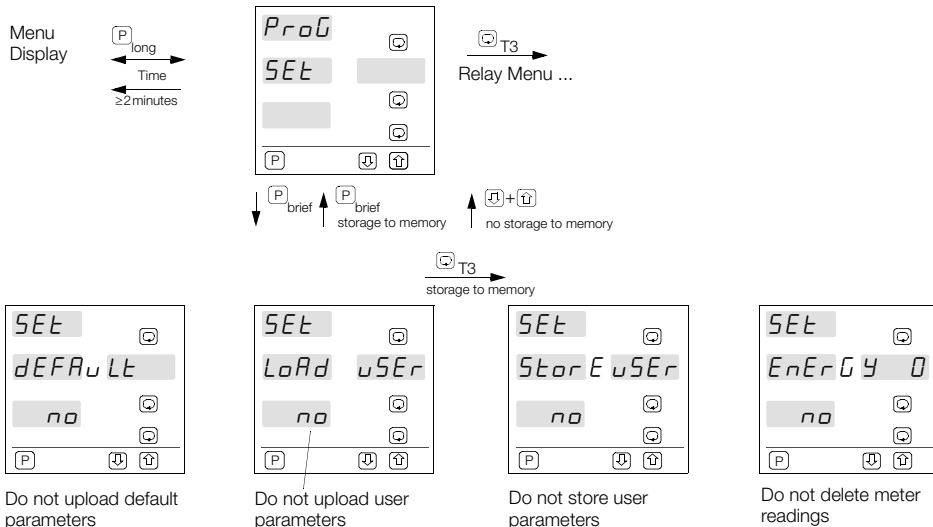 Menu
Display
P long
Time
≥2minutes
ProG
SEt
P
T3
Relay Menu ...
P brief
P brief
storage to memory
+
no storage to memory
T3
storage to memory
SEt
dEFAuLt
no
P
Do not upload default
parameters
SEt
LoAd uSEr
no
P
Do not upload user
parameters
SEt
StorE uSEr
no
P
Do not store user
parameters
SEt
EnErGY 0
no
P
Do not delete meter
readings